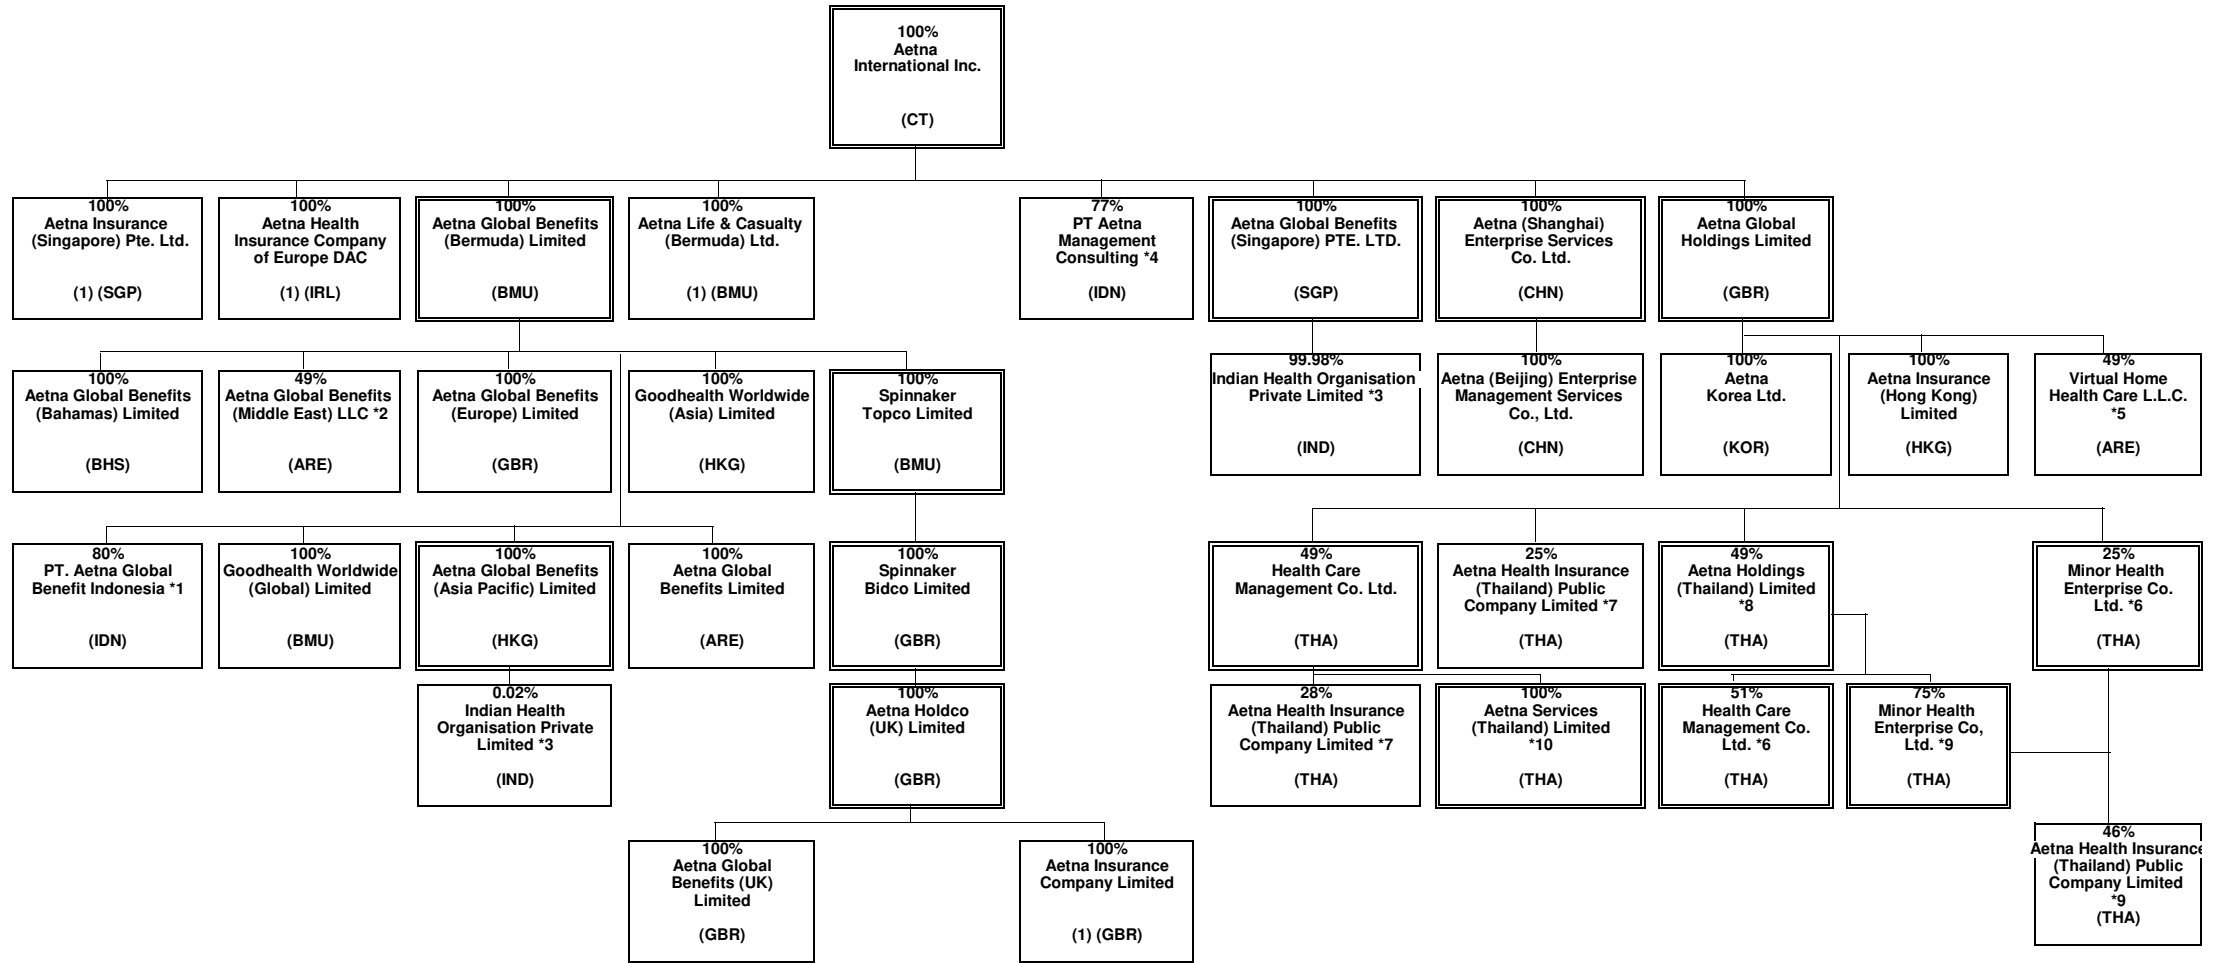 100%
Aetna
International Inc.
(CT)
100%
Aetna Insurance
(Singapore) Pte. Ltd.
(1) (SGP)
100%
Aetna Health
Insurance Company
of Europe DAC
(1) (IRL)
100%
Aetna Global Benefits
(Bermuda) Limited
(BMU)
100%
Aetna Life & Casualty
(Bermuda) Ltd.
(1) (BMU)
77%
PT Aetna
Management
Consulting *4
(IDN)
100%
Aetna Global Benefits
(Singapore) PTE. LTD.
(SGP)
100%
Aetna (Shanghai)
Enterprise Services
Co. Ltd.
(CHN)
100%
Aetna Global
Holdings Limited
(GBR)
100%
Aetna Global Benefits
(Bahamas) Limited
(BHS)
49%
Aetna Global Benefits
(Middle East) LLC *2
(ARE)
100%
Aetna Global Benefits
(Europe) Limited
(GBR)
100%
Goodhealth Worldwide
(Asia) Limited
(HKG)
100%
Spinnaker
Topco Limited
(BMU)
99.98%
Indian Health Organisation
Private Limited *3
(IND)
100%
Aetna (Beijing) Enterprise
Management Services
Co., Ltd.
(CHN)
100%
Aetna
Korea Ltd.
(KOR)
100%
Aetna Insurance
(Hong Kong)
Limited
(HKG)
49%
Virtual Home
Health Care L.L.C.
*5
(ARE)
80%
PT. Aetna Global
Benefit Indonesia *1
(IDN)
100%
Goodhealth Worldwide
(Global) Limited
(BMU)
100%
Aetna Global Benefits
(Asia Pacific) Limited
(HKG)
100%
Aetna Global
Benefits Limited
(ARE)
100%
Spinnaker
Bidco Limited
(GBR)
49%
Health Care
Management Co. Ltd.
(THA)
25%
Aetna Health Insurance
(Thailand) Public
Company Limited *7
(THA)
49%
Aetna Holdings
(Thailand) Limited
*8
(THA)
25%
Minor Health
Enterprise Co.
Ltd. *6
(THA)
0.02%
Indian Health
Organisation Private
Limited *3
(IND)
100%
Aetna Holdco
(UK) Limited
(GBR)
28%
Aetna Health Insurance
(Thailand) Public
Company Limited *7
(THA)
100%
Aetna Services
(Thailand) Limited
*10
(THA)
51%
Health Care
Management Co.
Ltd. *6
(THA)
75%
Minor Health
Enterprise Co,
Ltd. *9
(THA)
100%
Aetna Global
Benefits (UK)
Limited
(GBR)
100%
Aetna Insurance
Company Limited
(1) (GBR)
46%
Aetna Health Insurance
(Thailand) Public
Company Limited
*9
(THA)